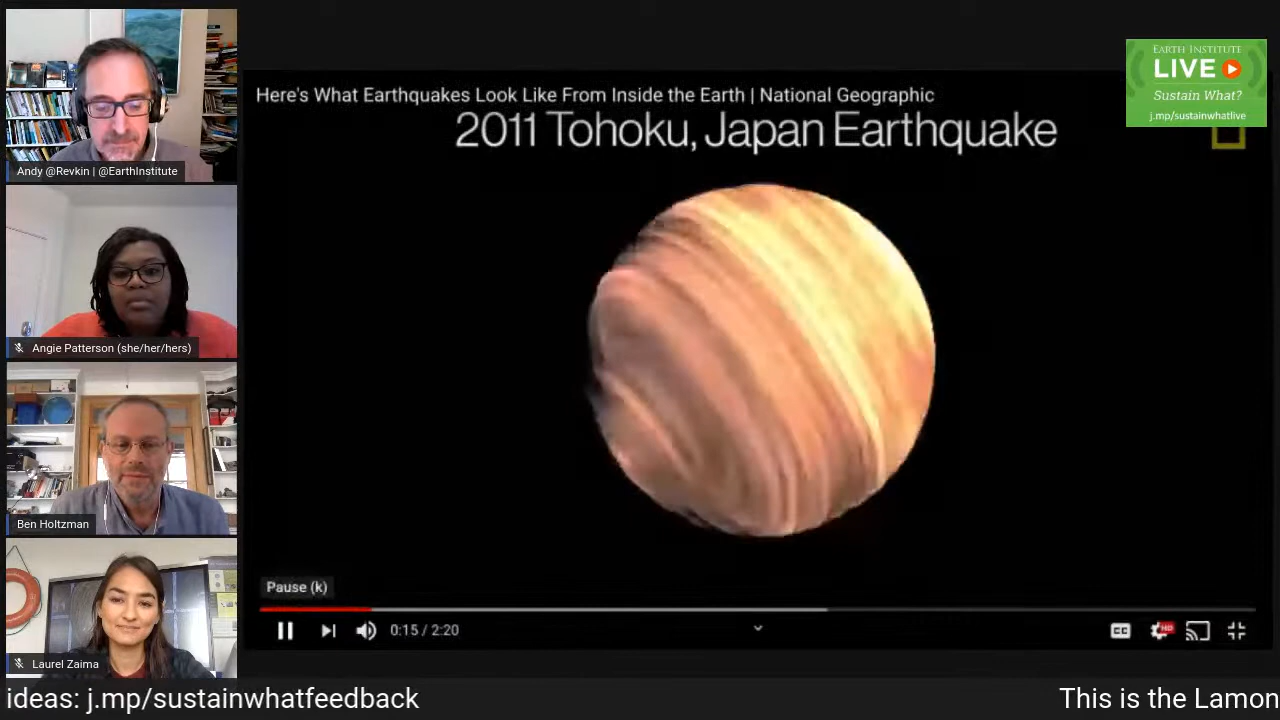 Andy @Revkin | @EarthInstitute
Angie Patterson (she/her/hers)
Ben Holtzman
Laurel Zaima
Here's What Earthquakes Look Like From Inside the Earth | National Geographic
2011 Tohoku, Japan Earthquake
EARTH INSTITUTE
LIVE
Sustain What?
j.mp/sustainwhatlive
Pause (k)
0:15 / 2:20
CC
HD
ideas: j.mp/sustainwhatfeedback
This is the Lamon